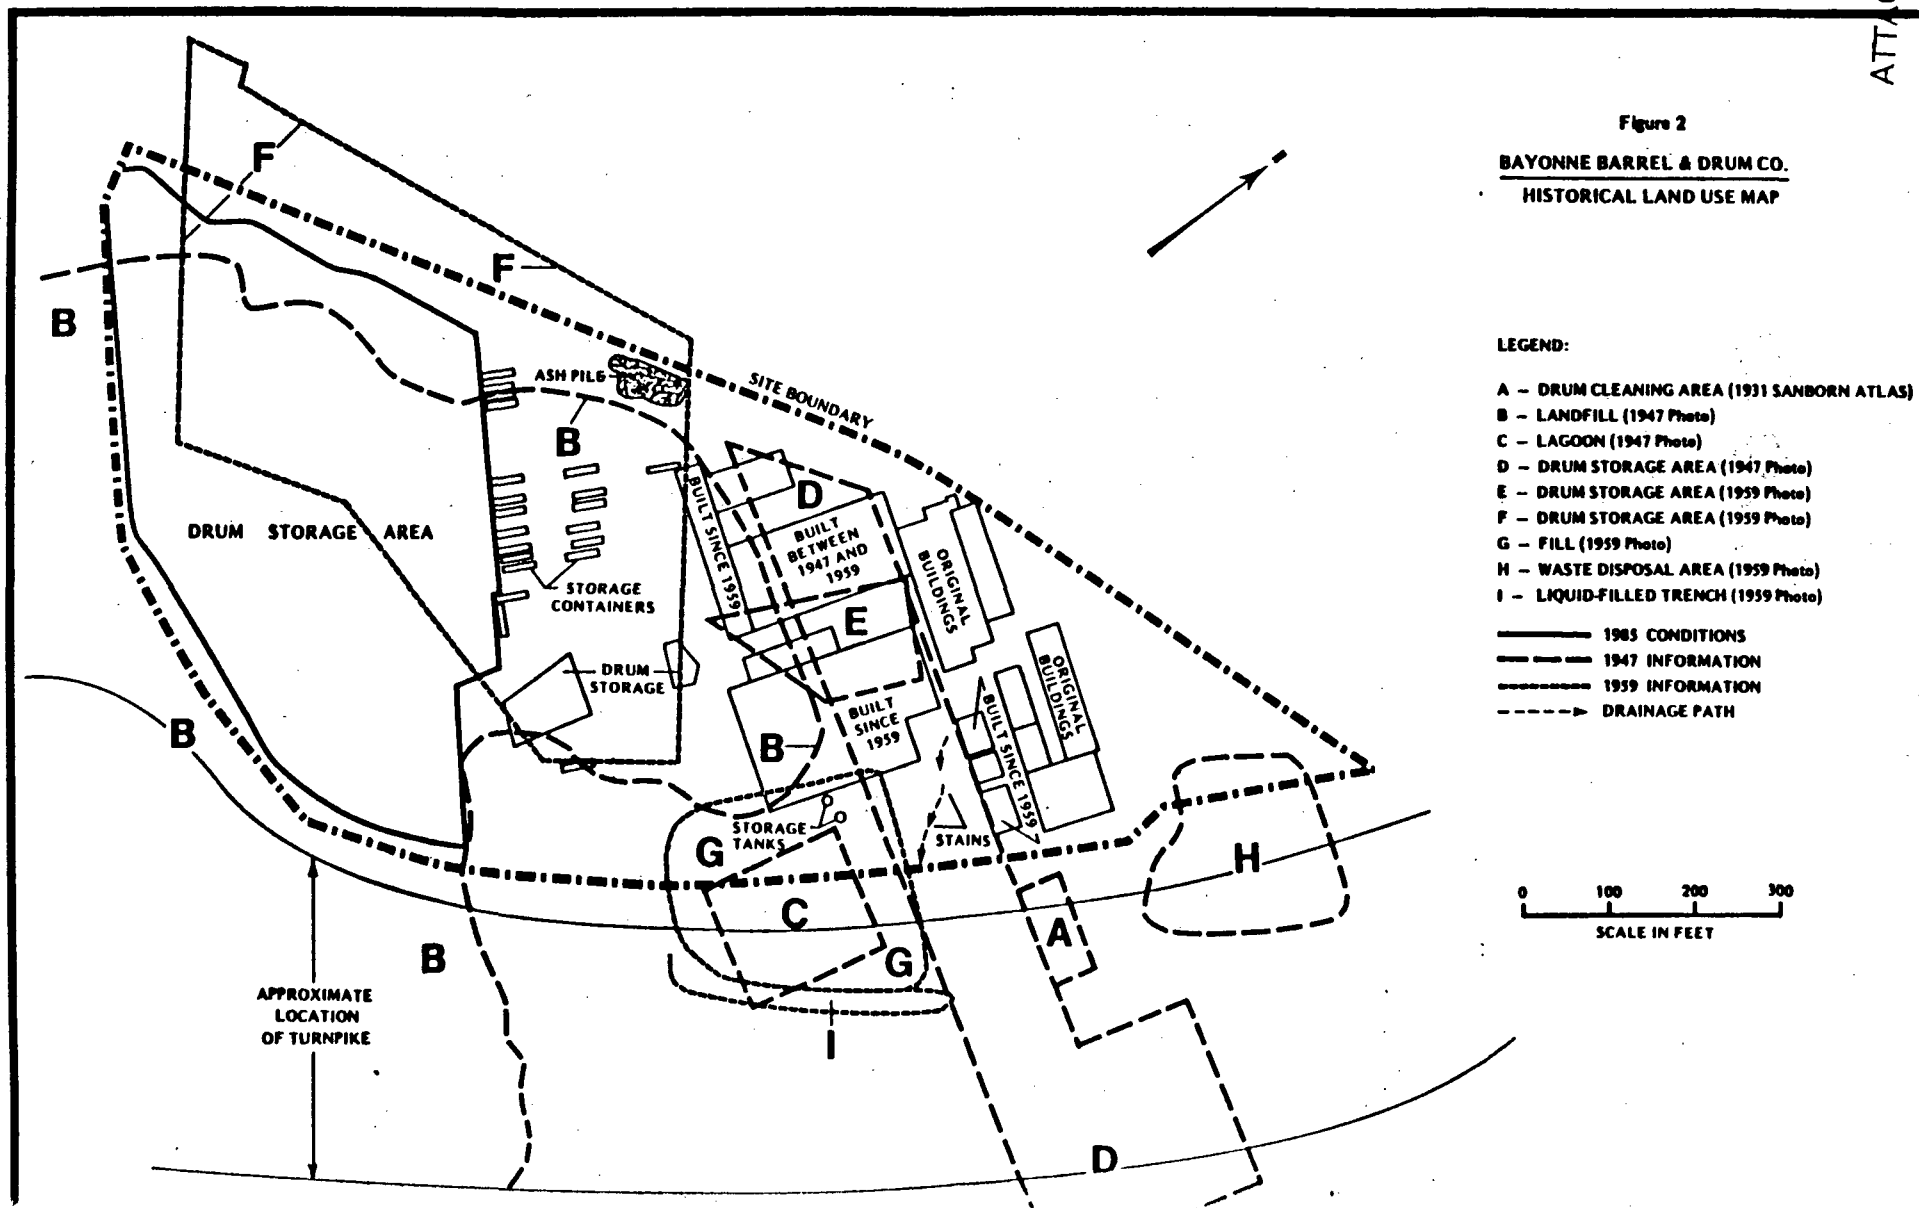 ATTAC
Figure 2
BAYONNE BARREL & DRUM CO.
HISTORICAL LAND USE MAP
LEGEND:
A – DRUM CLEANING AREA (1931 SANBORN ATLAS)
B – LANDFILL (1947 Photo)
C – LAGOON (1947 Photo)
D – DRUM STORAGE AREA (1947 Photo)
E – DRUM STORAGE AREA (1959 Photo)
F – DRUM STORAGE AREA (1959 Photo)
G – FILL (1959 Photo)
H – WASTE DISPOSAL AREA (1959 Photo)
I – LIQUID-FILLED TRENCH (1959 Photo)
1985 CONDITIONS
1947 INFORMATION
1959 INFORMATION
DRAINAGE PATH
0 100 200 300
SCALE IN FEET
F
F
B
ASH PILE
SITE BOUNDARY
B
D
BUILT SINCE 1959
BUILT
BETWEEN
1947 AND
1959
ORIGINAL
BUILDINGS
DRUM STORAGE AREA
STORAGE
CONTAINERS
E
DRUM
STORAGE
ORIGINAL
BUILDINGS
BUILT
SINCE
1959
BUILT SINCE 1959
B
B
STORAGE
TANKS
STAINS
G
H
C
A
B
G
APPROXIMATE
LOCATION
OF TURNPIKE
I
D